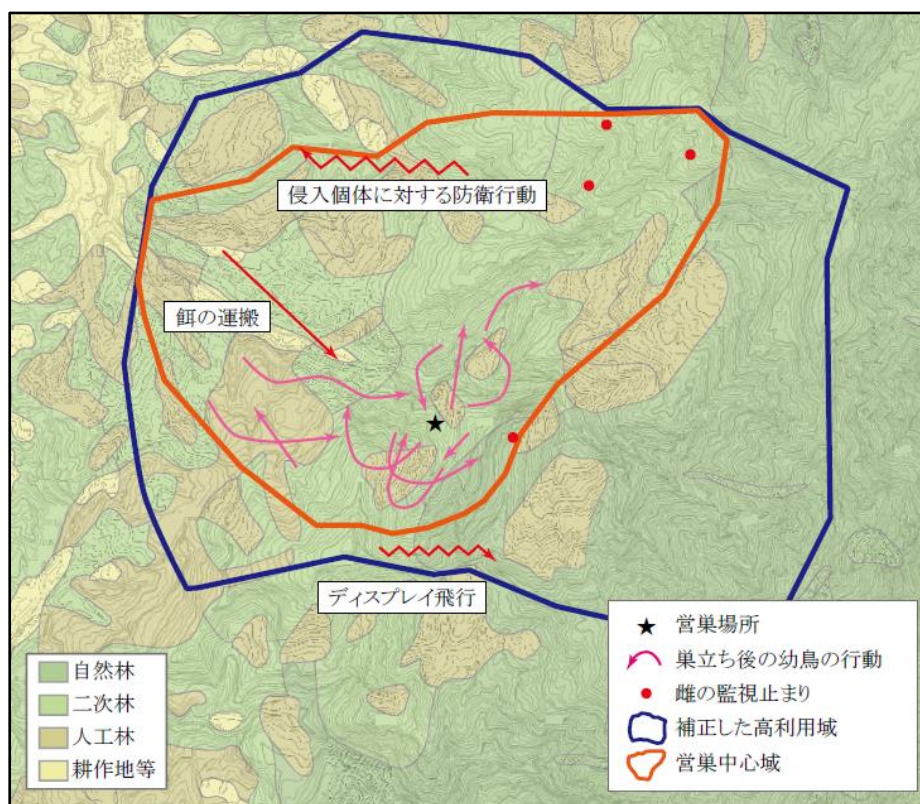 侵入個体に対する防衛行動
餌の運搬
ディスプレイ飛行
自然林
二次林
人工林
耕作地等
営巣場所
巣立ち後の幼鳥の行動
雌の監視止まり
補正した高利用域
営巣中心域